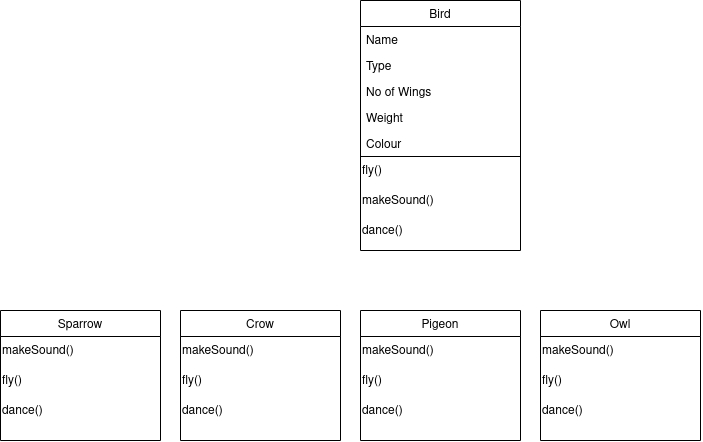 Bird
Name
Type
No of Wings
Weight
Colour
fly()
makeSound()
dance()
Sparrow
makeSound()
fly()
dance()
Crow
makeSound()
fly()
dance()
Pigeon
makeSound()
fly()
dance()
Owl
makeSound()
fly()
dance()